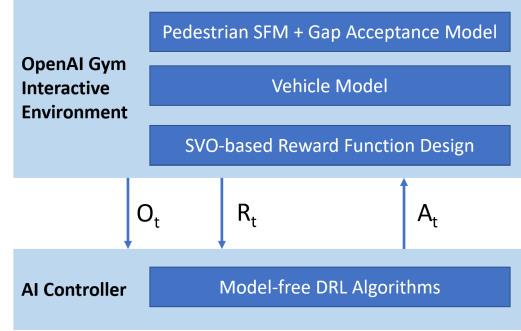 Pedestrian SFM + Gap Acceptance Model
OpenAI Gym
Interactive
Environment
Vehicle Model
SVO-based Reward Function Design
Ot
Rt
At
AI Controller
Model-free DRL Algorithms